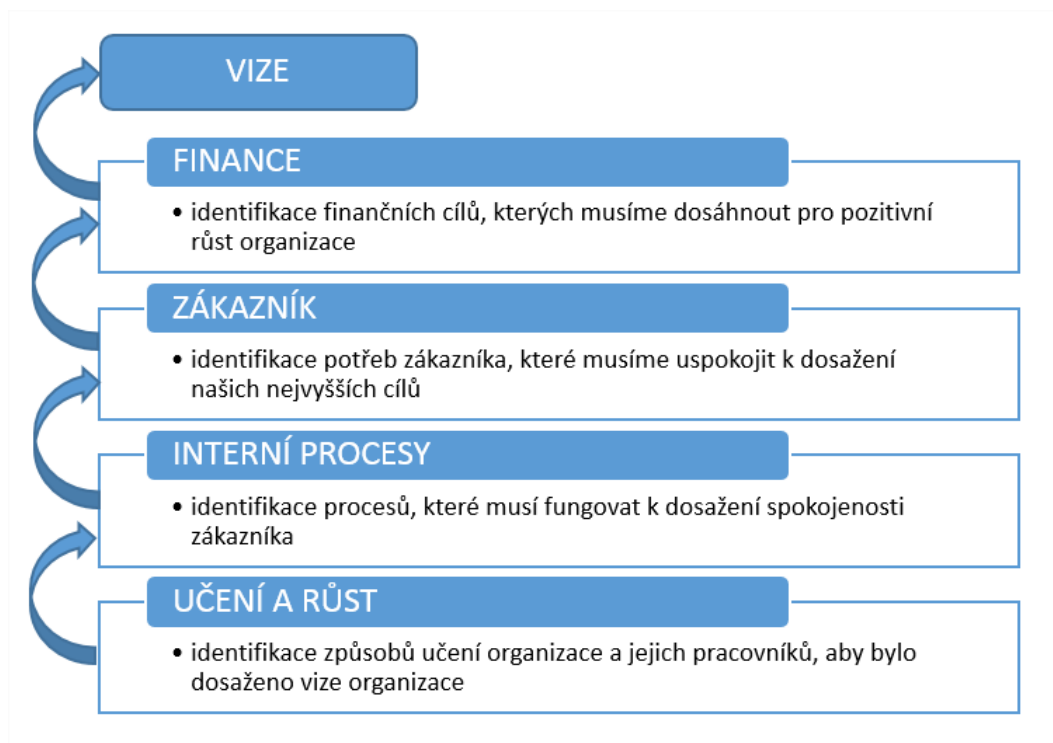 VIZE
FINANCE
• identifikace finančních cílů, kterých musíme dosáhnout pro pozitivní
růst organizace
ZÁKAZNÍK
• identifikace potřeb zákazníka, které musíme uspokojit k dosažení
našich nejvyšších cílů
INTERNÍ PROCESY
• identifikace procesů, které musí fungovat k dosažení spokojenosti
zákazníka
UČENÍ A RŮST
• identifikace způsobů učení organizace a jejich pracovníků, aby bylo
dosaženo vize organizace